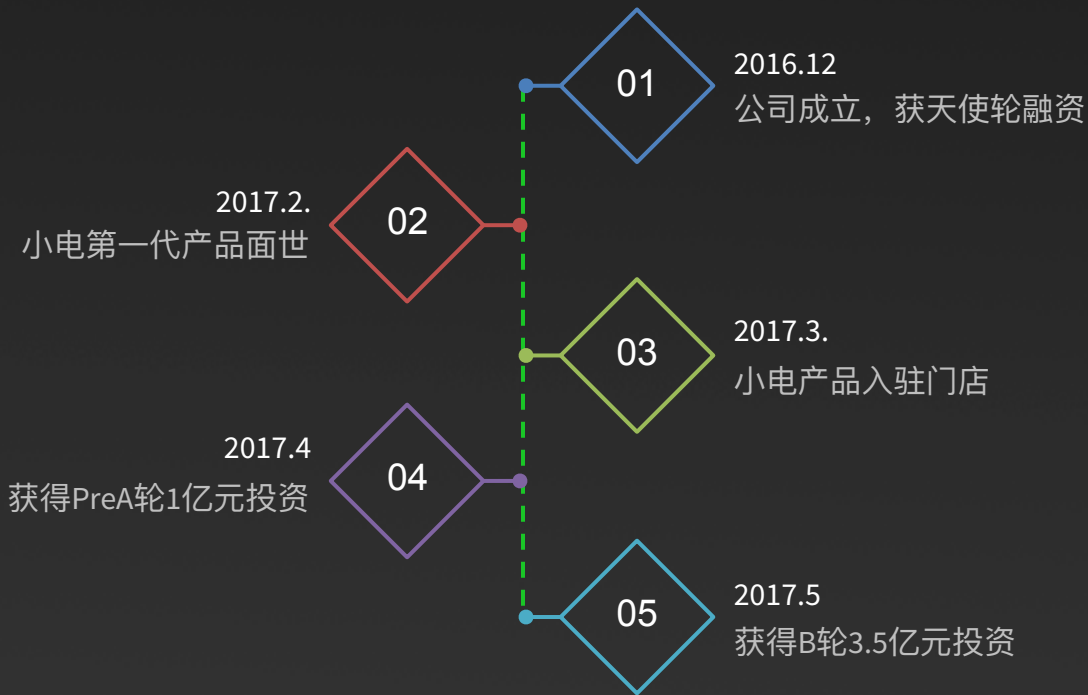 01
2016.12
公司成立，获天使轮融资
02
2017.2.
小电第一代产品面世
03
2017.3.
小电产品入驻门店
04
2017.4
获得PreA轮1亿元投资
05
2017.5
获得B轮3.5亿元投资